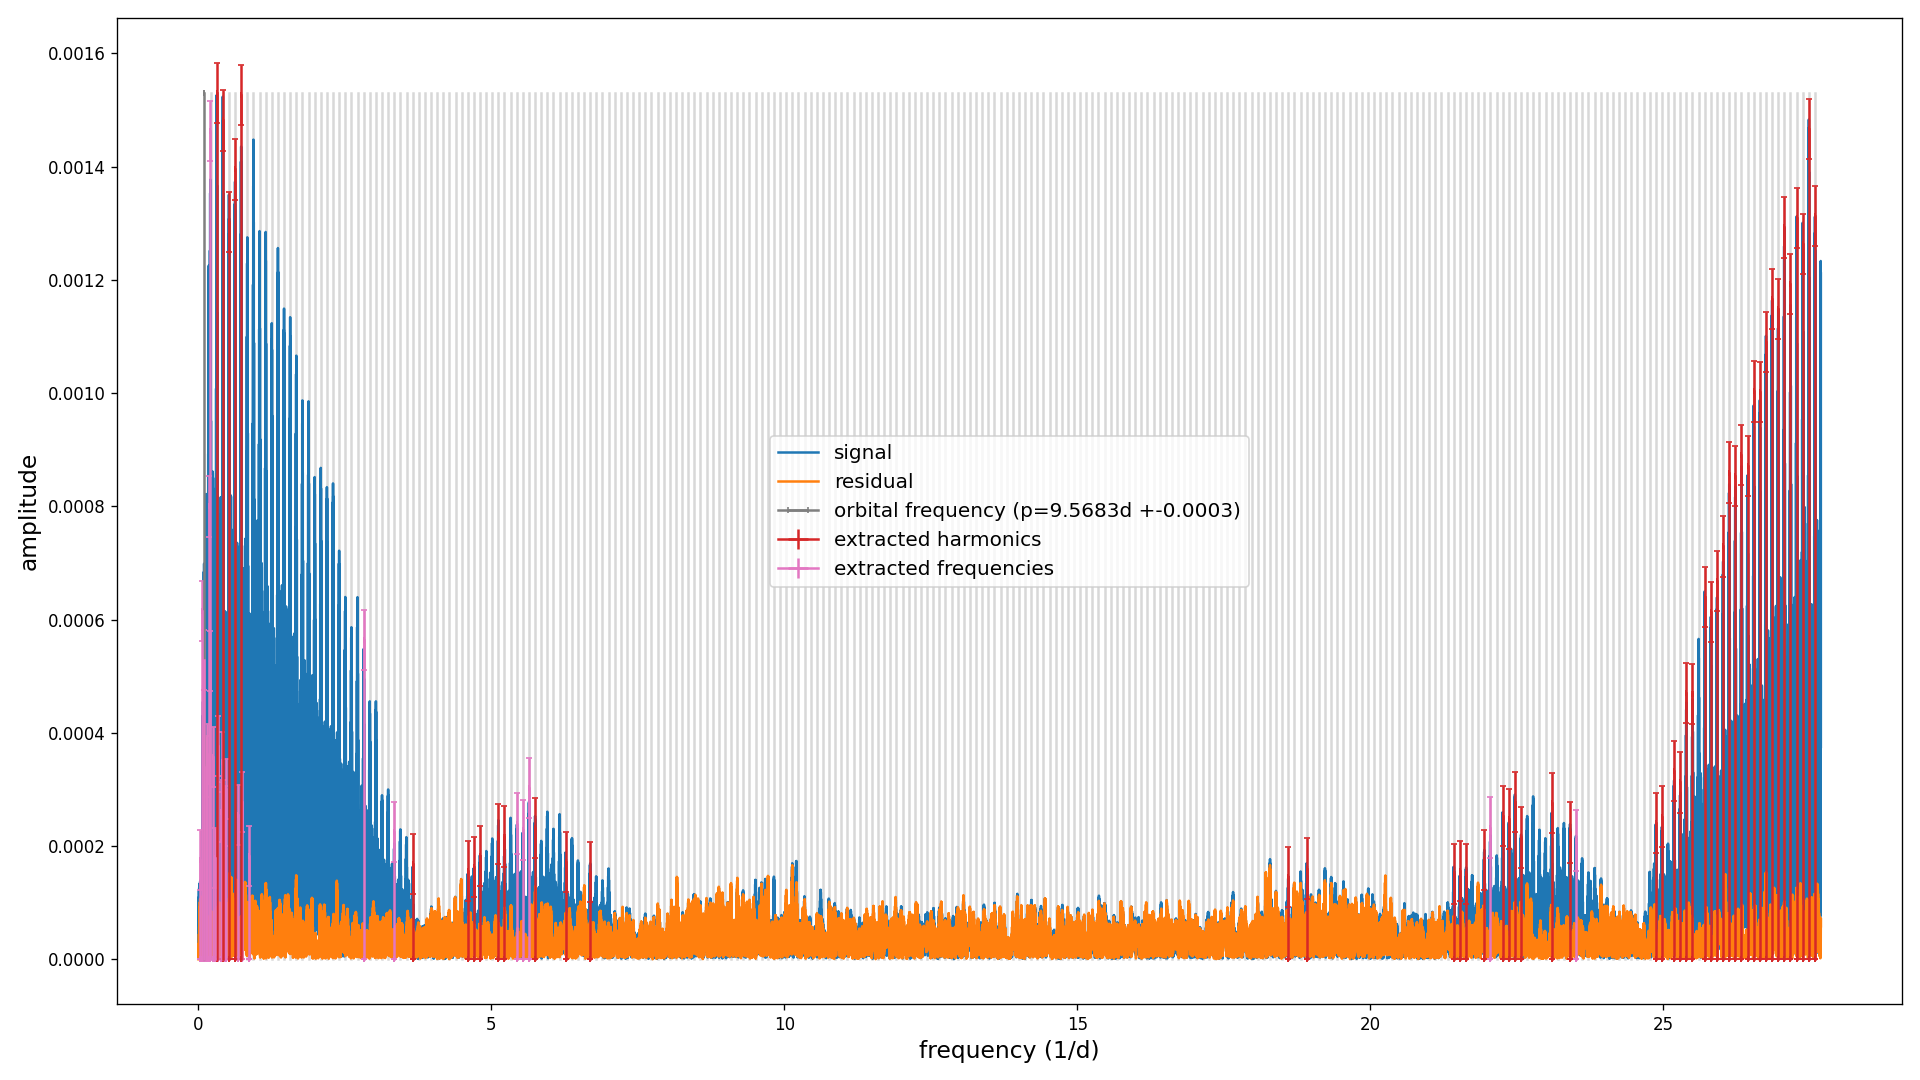 0.0016
0.0014
0.0012
0.0010
0.0008
0.0006
0.0004
0.0002
0.0000
amplitude
signal
residual
orbital frequency (p=9.5683d +-0.0003)
extracted harmonics
extracted frequencies
0 5 10 15 20 25
frequency (1/d)